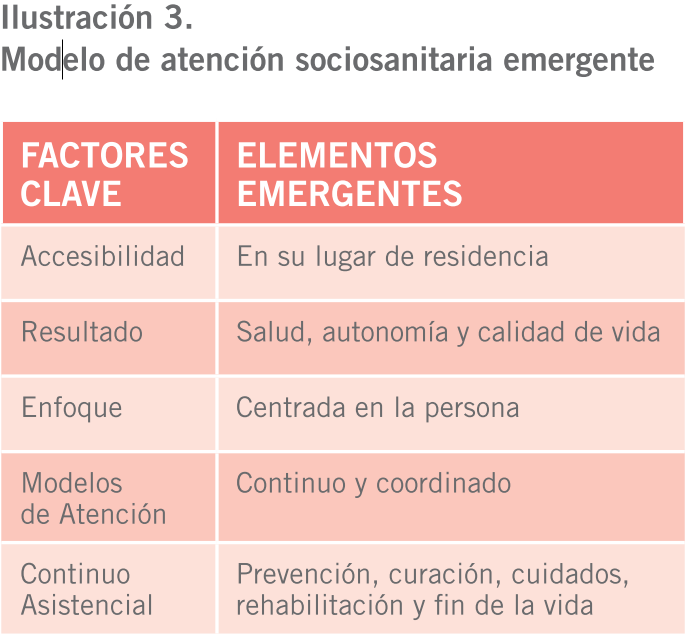 Ilustración 3.
Modelo de atención sociosanitaria emergente
FACTORES CLAVE
ELEMENTOS EMERGENTES
Accesibilidad
En su lugar de residencia
Resultado
Salud, autonomía y calidad de vida
Enfoque
Centrada en la persona
Modelos
de Atención
Continuo y coordinado
Continuo
Asistencial
Prevención, curación, cuidados,
rehabilitación y fin de la vida